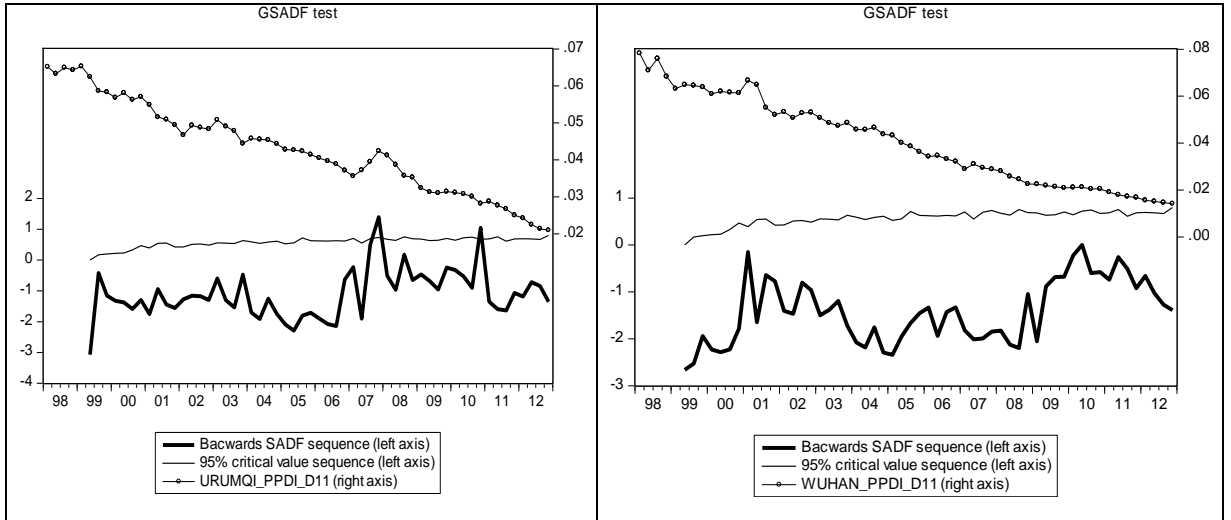 GSADF test
.07
.06
.05
.04
.03
.02
2
1
0
-1
-2
-3
-4
98 99 00 01 02 03 04 05 06 07 08 09 10 11 12
Bacwards SADF sequence (left axis)
95% critical value sequence (left axis)
URUMQI_PPDI_D11 (right axis)
GSADF test
.08
.06
.04
.02
.00
1
0
-1
-2
-3
98 99 00 01 02 03 04 05 06 07 08 09 10 11 12
Bacwards SADF sequence (left axis)
95% critical value sequence (left axis)
WUHAN_PPDI_D11 (right axis)